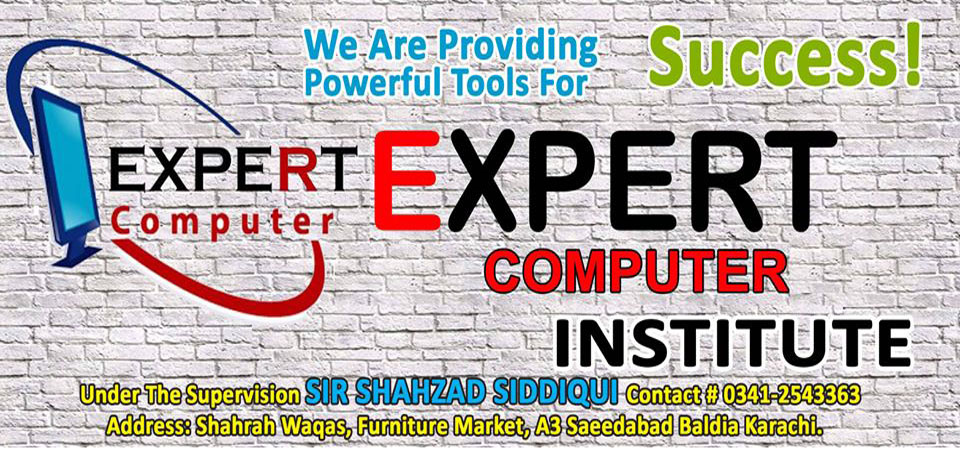 We Are Providing
Powerful Tools For
Success!
EXPERT
Computer
EXPERT
COMPUTER
INSTITUTE
Under The Supervision SIR SHAHZAD SIDDIQUI Contact # 0341-2543363
Address: Shahrah Waqas, Furniture Market, A3 Saeedabad Baldia Karachi.